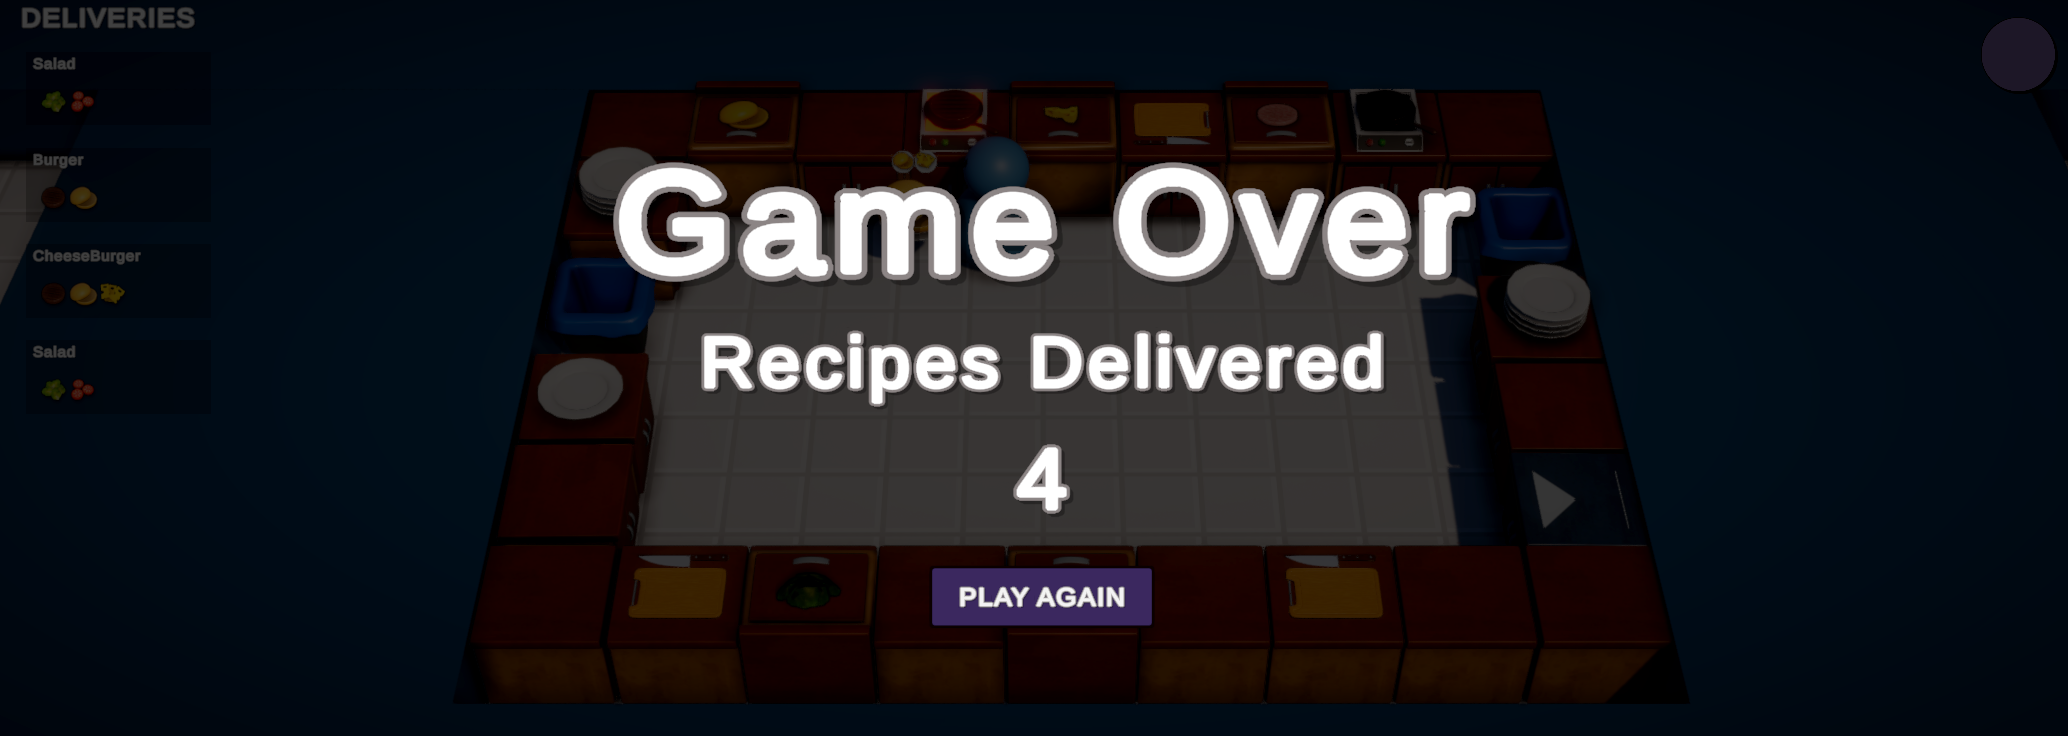 DELIVERIES
Salad
Burger
CheeseBurger
Salad
Game Over
Recipes Delivered
4
PLAY AGAIN